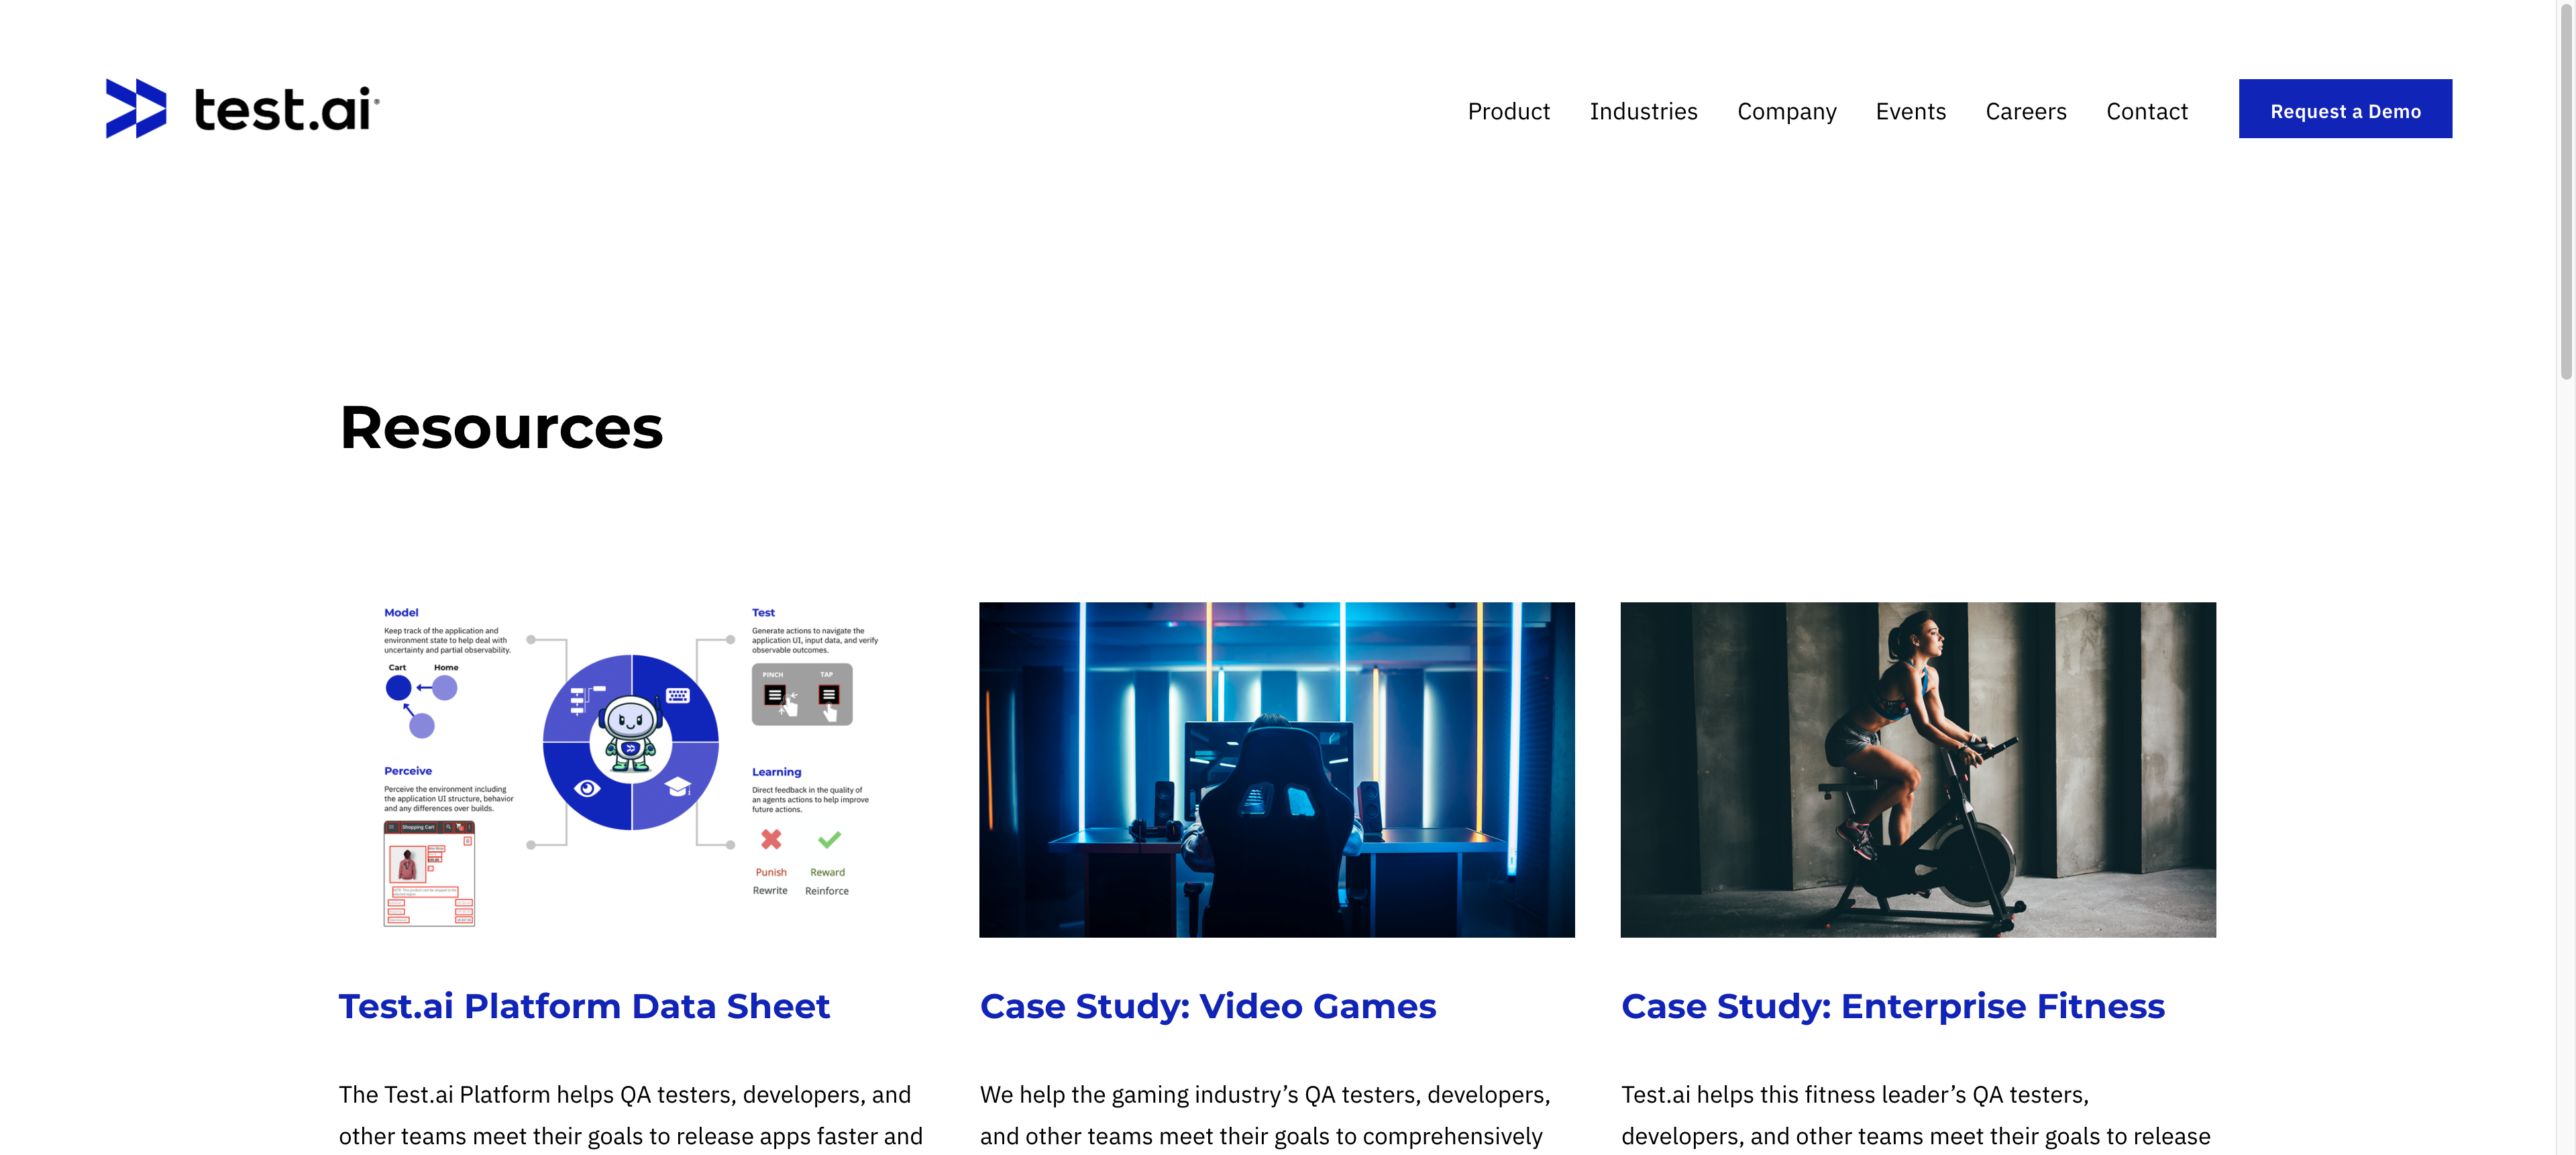 test.ai®
Product
Industries
Company
Events
Careers
Contact
Request a Demo
Resources
Model
Keep track of the application and
environment state to help deal with
uncertainty and partial observability.
Cart
Home
Perceive
Perceive the environment including
the application UI structure, behavior
and any differences over builds.
Shopping Cart
Test
Generate actions to navigate the
application UI, input data, and verify
observable outcomes.
PINCH
TAP
Learning
Direct feedback in the quality of
an agents actions to help improve
future actions.
Punish
Reward
Rewrite
Reinforce
Test.ai Platform Data Sheet
The Test.ai Platform helps QA testers, developers, and
other teams meet their goals to release apps faster and
Case Study: Video Games
We help the gaming industry’s QA testers, developers,
and other teams meet their goals to comprehensively
Case Study: Enterprise Fitness
Test.ai helps this fitness leader’s QA testers,
developers, and other teams meet their goals to release